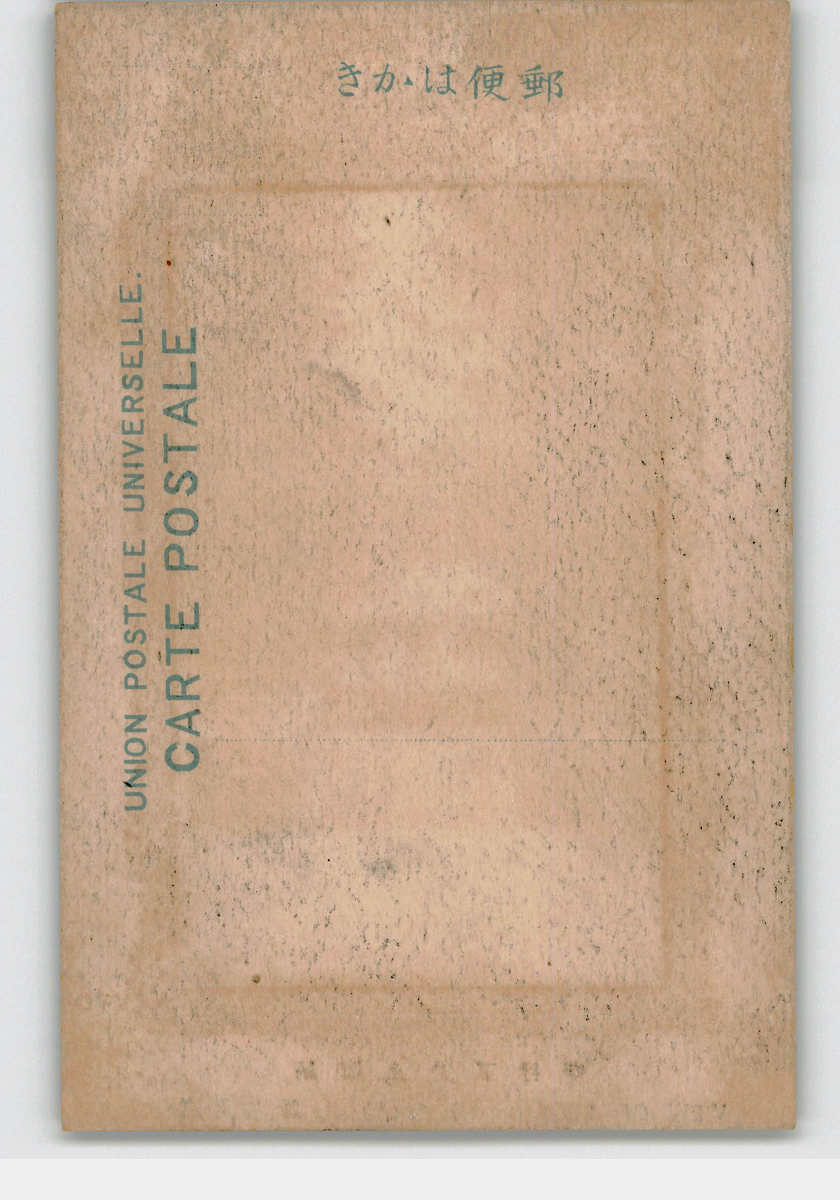 郵便はかき
UNION POSTALE UNIVERSELLE.
CARTE POSTALE